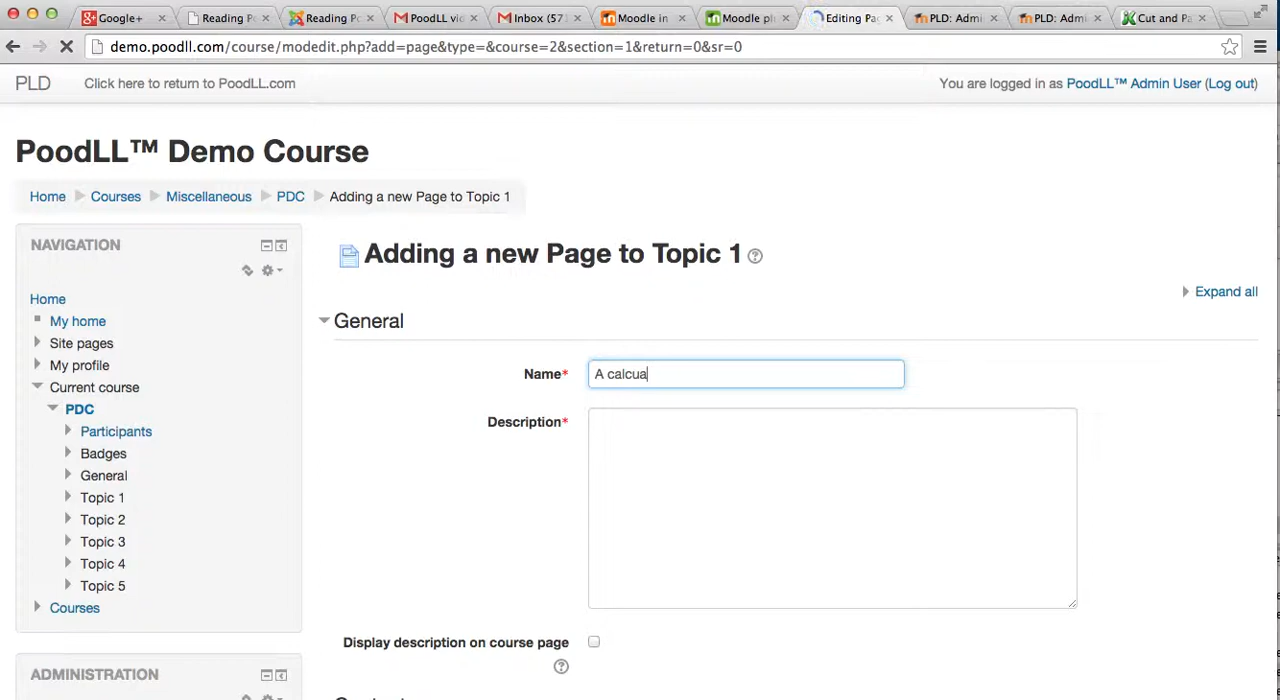 Google+
Reading Po
Reading Po
PoodLL vid
Inbox (57
Moodle in
Moodle plu
Editing Pag
PLD: Admi
PLD: Admi
Cut and Pa
demo.poodll.com/course/modedit.php?add=page&type=&course=2&section=1&return=0&sr=0
PLD Click here to return to PoodLL.com You are logged in as PoodLL™ Admin User (Log out)
PoodLL™ Demo Course
Home Courses Miscellaneous PDC Adding a new Page to Topic 1
NAVIGATION
Home
My home
Site pages
My profile
Current course
PDC
Participants
Badges
General
Topic 1
Topic 2
Topic 3
Topic 4
Topic 5
Courses
ADMINISTRATION
Adding a new Page to Topic 1
Expand all
General
Name* A calcua
Description*
Display description on course page